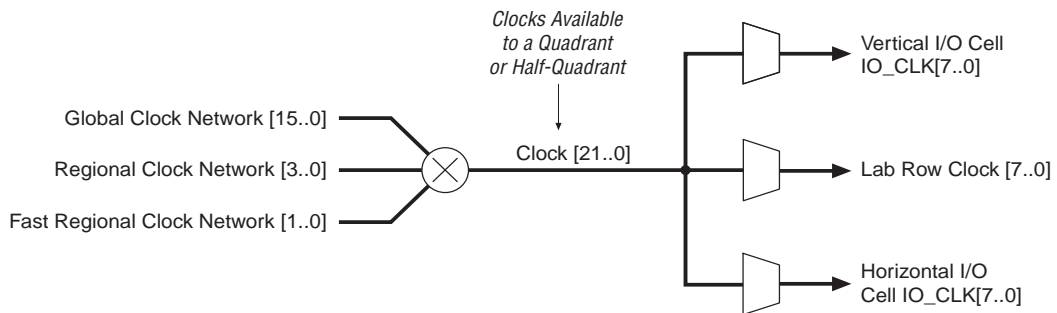 Clocks Available
to a Quadrant
or Half-Quadrant
Global Clock Network [15..0]
Regional Clock Network [3..0]
Fast Regional Clock Network [1..0]
Clock [21..0]
Vertical I/O Cell
IO_CLK[7..0]
Lab Row Clock [7..0]
Horizontal I/O
Cell IO_CLK[7..0]